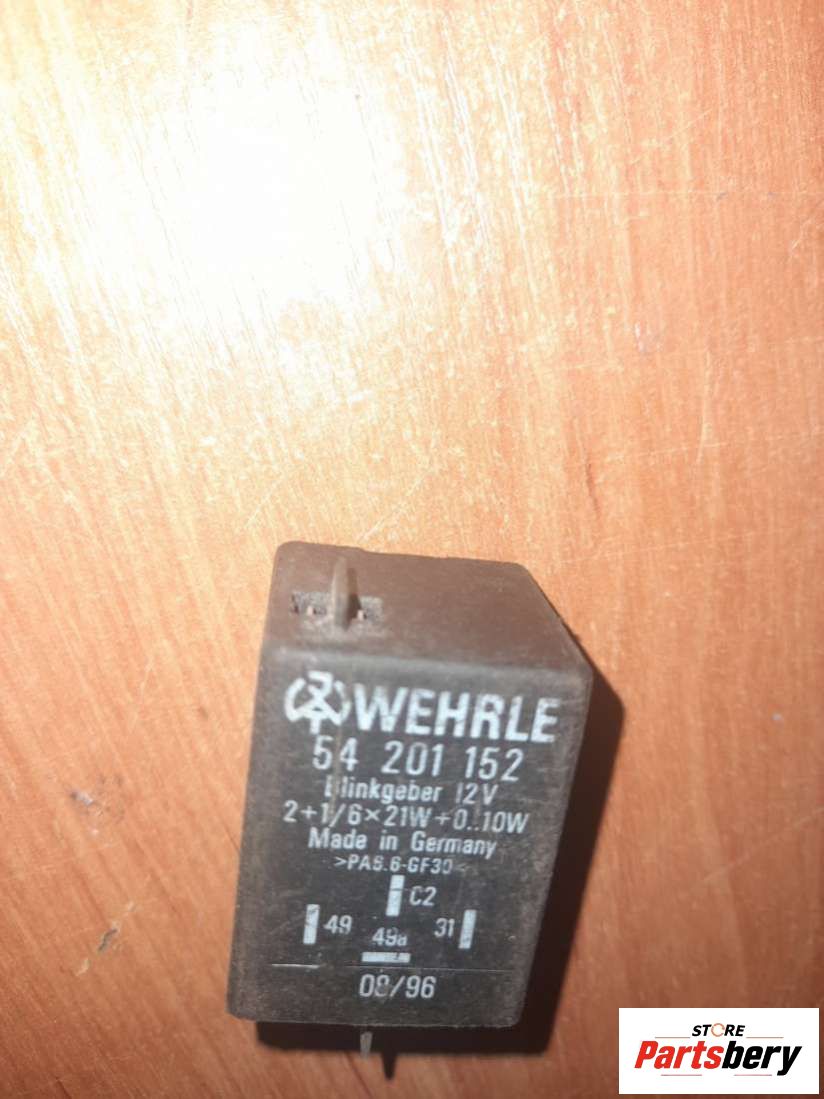 WEHRLE
54 201 152
Blinkgeber 12V
2+1/6×21W+0..10W
Made in Germany
>PA6.6-GF30<
C2
49 49a 31
08/96
STORE
Partsbery